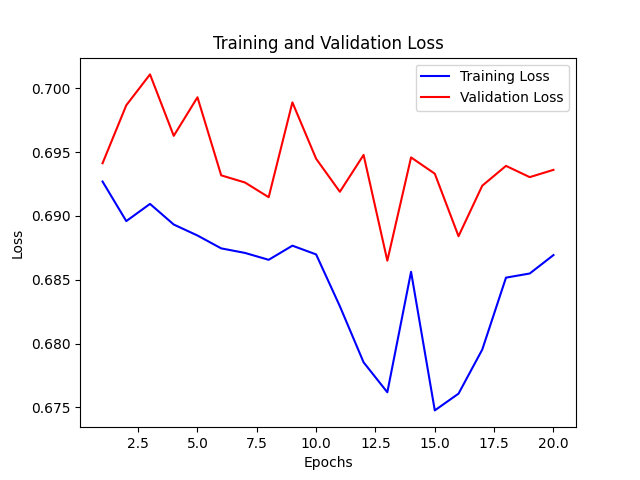 Training and Validation Loss
Training Loss
Validation Loss
0.700
0.695
0.690
0.685
0.680
0.675
Loss
2.5 5.0 7.5 10.0 12.5 15.0 17.5 20.0
Epochs